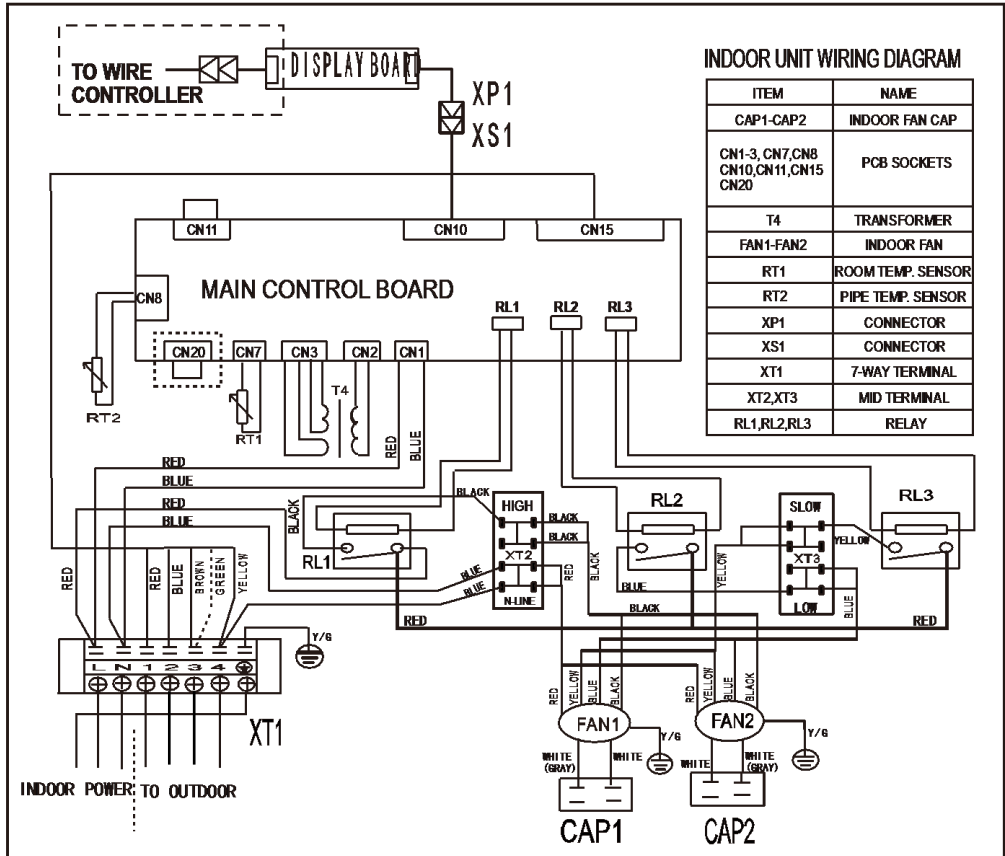 TO WIRE
CONTROLLER
DISPLAY BOARD
XP1
XS1
INDOOR UNIT WIRING DIAGRAM
ITEM NAME
CAP1-CAP2 INDOOR FAN CAP
CN1-3, CN7,CN8
CN10,CN11,CN15
CN20
PCB SOCKETS
T4 TRANSFORMER
FAN1-FAN2 INDOOR FAN
RT1 ROOM TEMP. SENSOR
RT2 PIPE TEMP. SENSOR
XP1 CONNECTOR
XS1 CONNECTOR
XT1 7-WAY TERMINAL
XT2,XT3 MID TERMINAL
RL1,RL2,RL3 RELAY
CN11 CN10 CN15
MAIN CONTROL BOARD
CN8
RL1 RL2 RL3
CN20 CN7 CN3 CN2 CN1
RT2
RT1
T4
RED
BLUE
RED
BLUE
RED
BLUE
BLACK
RL1
BLACK
HIGH
BLACK
BLACK
XT2
BLUE
BLUE
N-LINE
RED
BLACK
RL2
BLUE
BLACK
YELLOW
SLOW
XT3
LOW
YELLOW
BLUE
RL3
RED
RED
RED
BLUE
BROWN
GREEN
YELLOW
Y/G
L N 1 2 3 4
XT1
INDOOR POWER
TO OUTDOOR
RED
YELLOW
BLUE
BLACK
FAN1
Y/G
WHITE
(GRAY)
WHITE
CAP1
RED
YELLOW
BLUE
BLACK
FAN2
Y/G
WHITE
WHITE
(GRAY)
CAP2